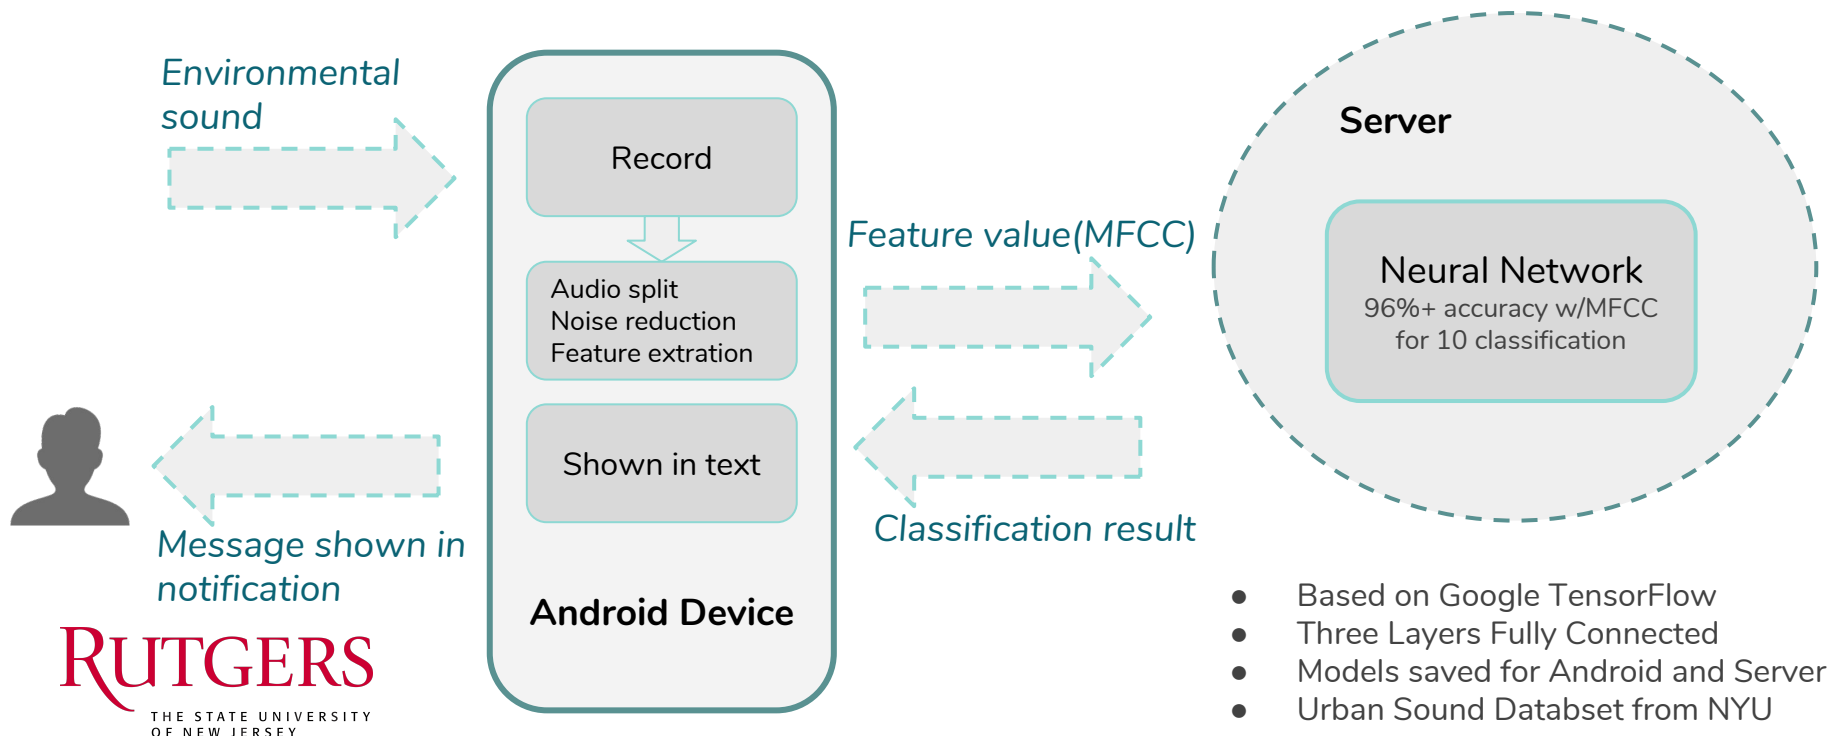 Environmental
sound
Record
Audio split
Noise reduction
Feature extration
Shown in text
Android Device
Message shown in
notification
RUTGERS
THE STATE UNIVERSITY
OF NEW JERSEY
Feature value(MFCC)
Classification result
Server
Neural Network
96%+ accuracy w/MFCC
for 10 classification
● Based on Google TensorFlow
● Three Layers Fully Connected
● Models saved for Android and Server
● Urban Sound Databset from NYU